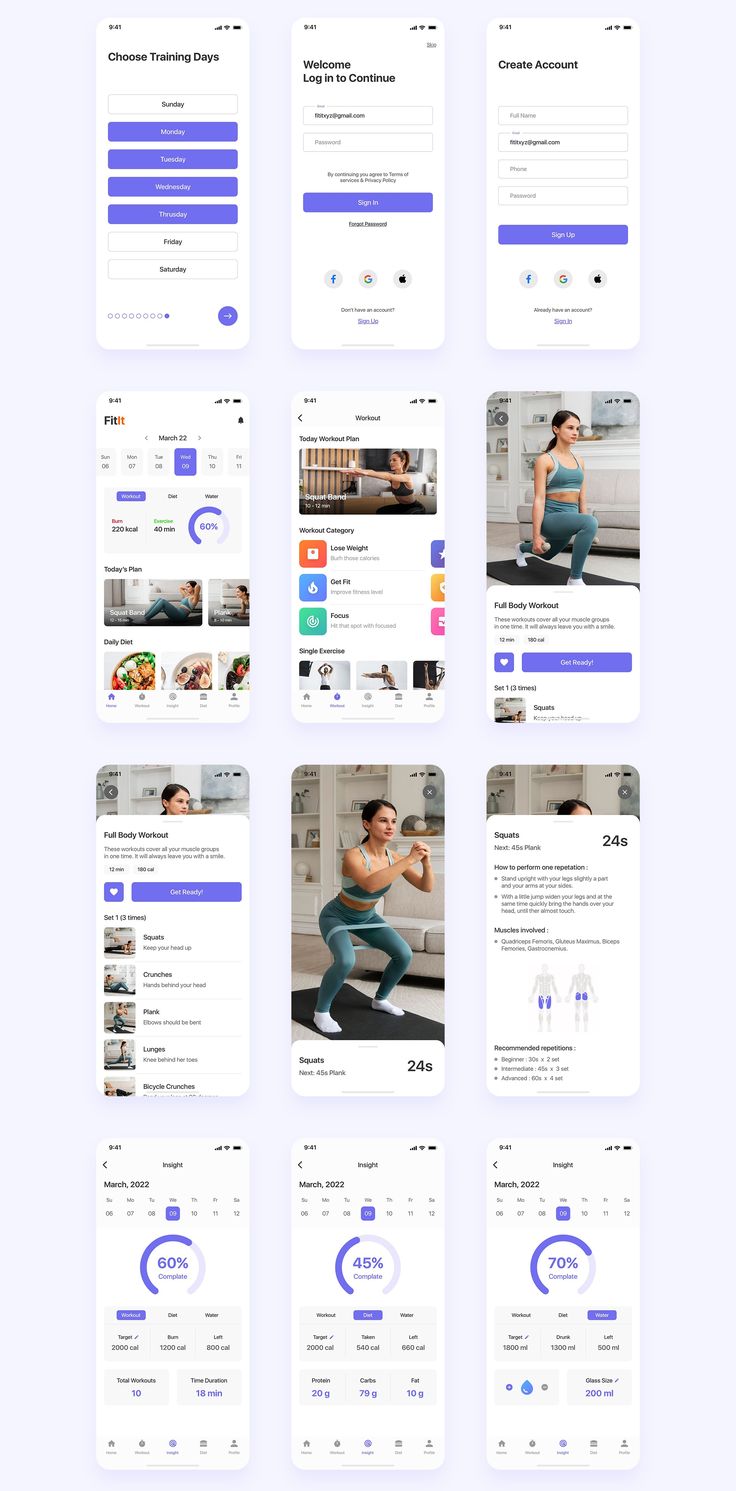 9:41
Choose Training Days
Sunday
Monday
Tuesday
Wednesday
Thrusday
Friday
Saturday
9:41
Skip
Welcome
Log in to Continue
Email
fititxyz@gmail.com
Password
By continuing you agree to Terms of
services & Privacy Policy
Sign In
Forgot Password
Don't have an account?
Sign Up
9:41
Create Account
Full Name
Email
fititxyz@gmail.com
Phone
Password
Sign Up
Already have an account?
Sign In
9:41
FitIt
March 22
Sun Mon Tue Wed Thu Fri
06 07 08 09 10 11
Workout Diet Water
Burn Exercise
220 kcal 40 min
60%
Today's Plan
Squat Band Plank
12 - 15 min
Daily Diet
Home Workout Insight Diet Profile
9:41
Workout
Today Workout Plan
Squat Band
10 - 12 min
Workout Category
Lose Weight
Burh those calories
Get Fit
Improve fitness level
Focus
Hit that spot with focused
Single Exercise
Home Workout Insight Diet Profile
9:41
Full Body Workout
These workouts cover all your muscle groups
in one time. It will always leave you with a smile.
12 min 180 cal
Get Ready!
Set 1 (3 times)
Squats
Keep your head up
9:41
Full Body Workout
These workouts cover all your muscle groups
in one time. It will always leave you with a smile.
12 min 180 cal
Get Ready!
Set 1 (3 times)
Squats
Keep your head up
Crunches
Hands behind your head
Plank
Elbows should be bent
Lunges
Knee behind her toes
Bicycle Crunches
9:41
Squats
Next: 45s Plank
24s
9:41
Squats
Next: 45s Plank
24s
How to perform one repetation :
Stand upright with your legs slightly a part
and your arms at your sides.
With a little jump widen your legs and at the
same time quickly bring the hands over your
head, until ther almost touch.
Muscles involved :
Quadriceps Femoris, Gluteus Maximus, Biceps
Femories, Gastrocnemius.
Recommended repetitions :
Beginner : 30s x 2 set
Intermediate : 45s x 3 set
Advanced : 60s x 4 set
9:41
Insight
March, 2022
Su Mo Tu We Th Fr Sa
06 07 08 09 10 11 12
60%
Complate
Workout Diet Water
Target Burn Left
2000 cal 1200 cal 800 cal
Total Workouts Time Duration
10 18 min
Home Workout Insight Diet Profile
9:41
Insight
March, 2022
Su Mo Tu We Th Fr Sa
06 07 08 09 10 11 12
45%
Complate
Workout Diet Water
Target Taken Left
2000 cal 540 cal 660 cal
Protein Carbs Fat
20 g 79 g 10 g
Home Workout Insight Diet Profile
9:41
Insight
March, 2022
Su Mo Tu We Th Fr Sa
06 07 08 09 10 11 12
70%
Complate
Workout Diet Water
Target Drunk Left
1800 ml 1300 ml 500 ml
Glass Size
200 ml
Home Workout Insight Diet Profile